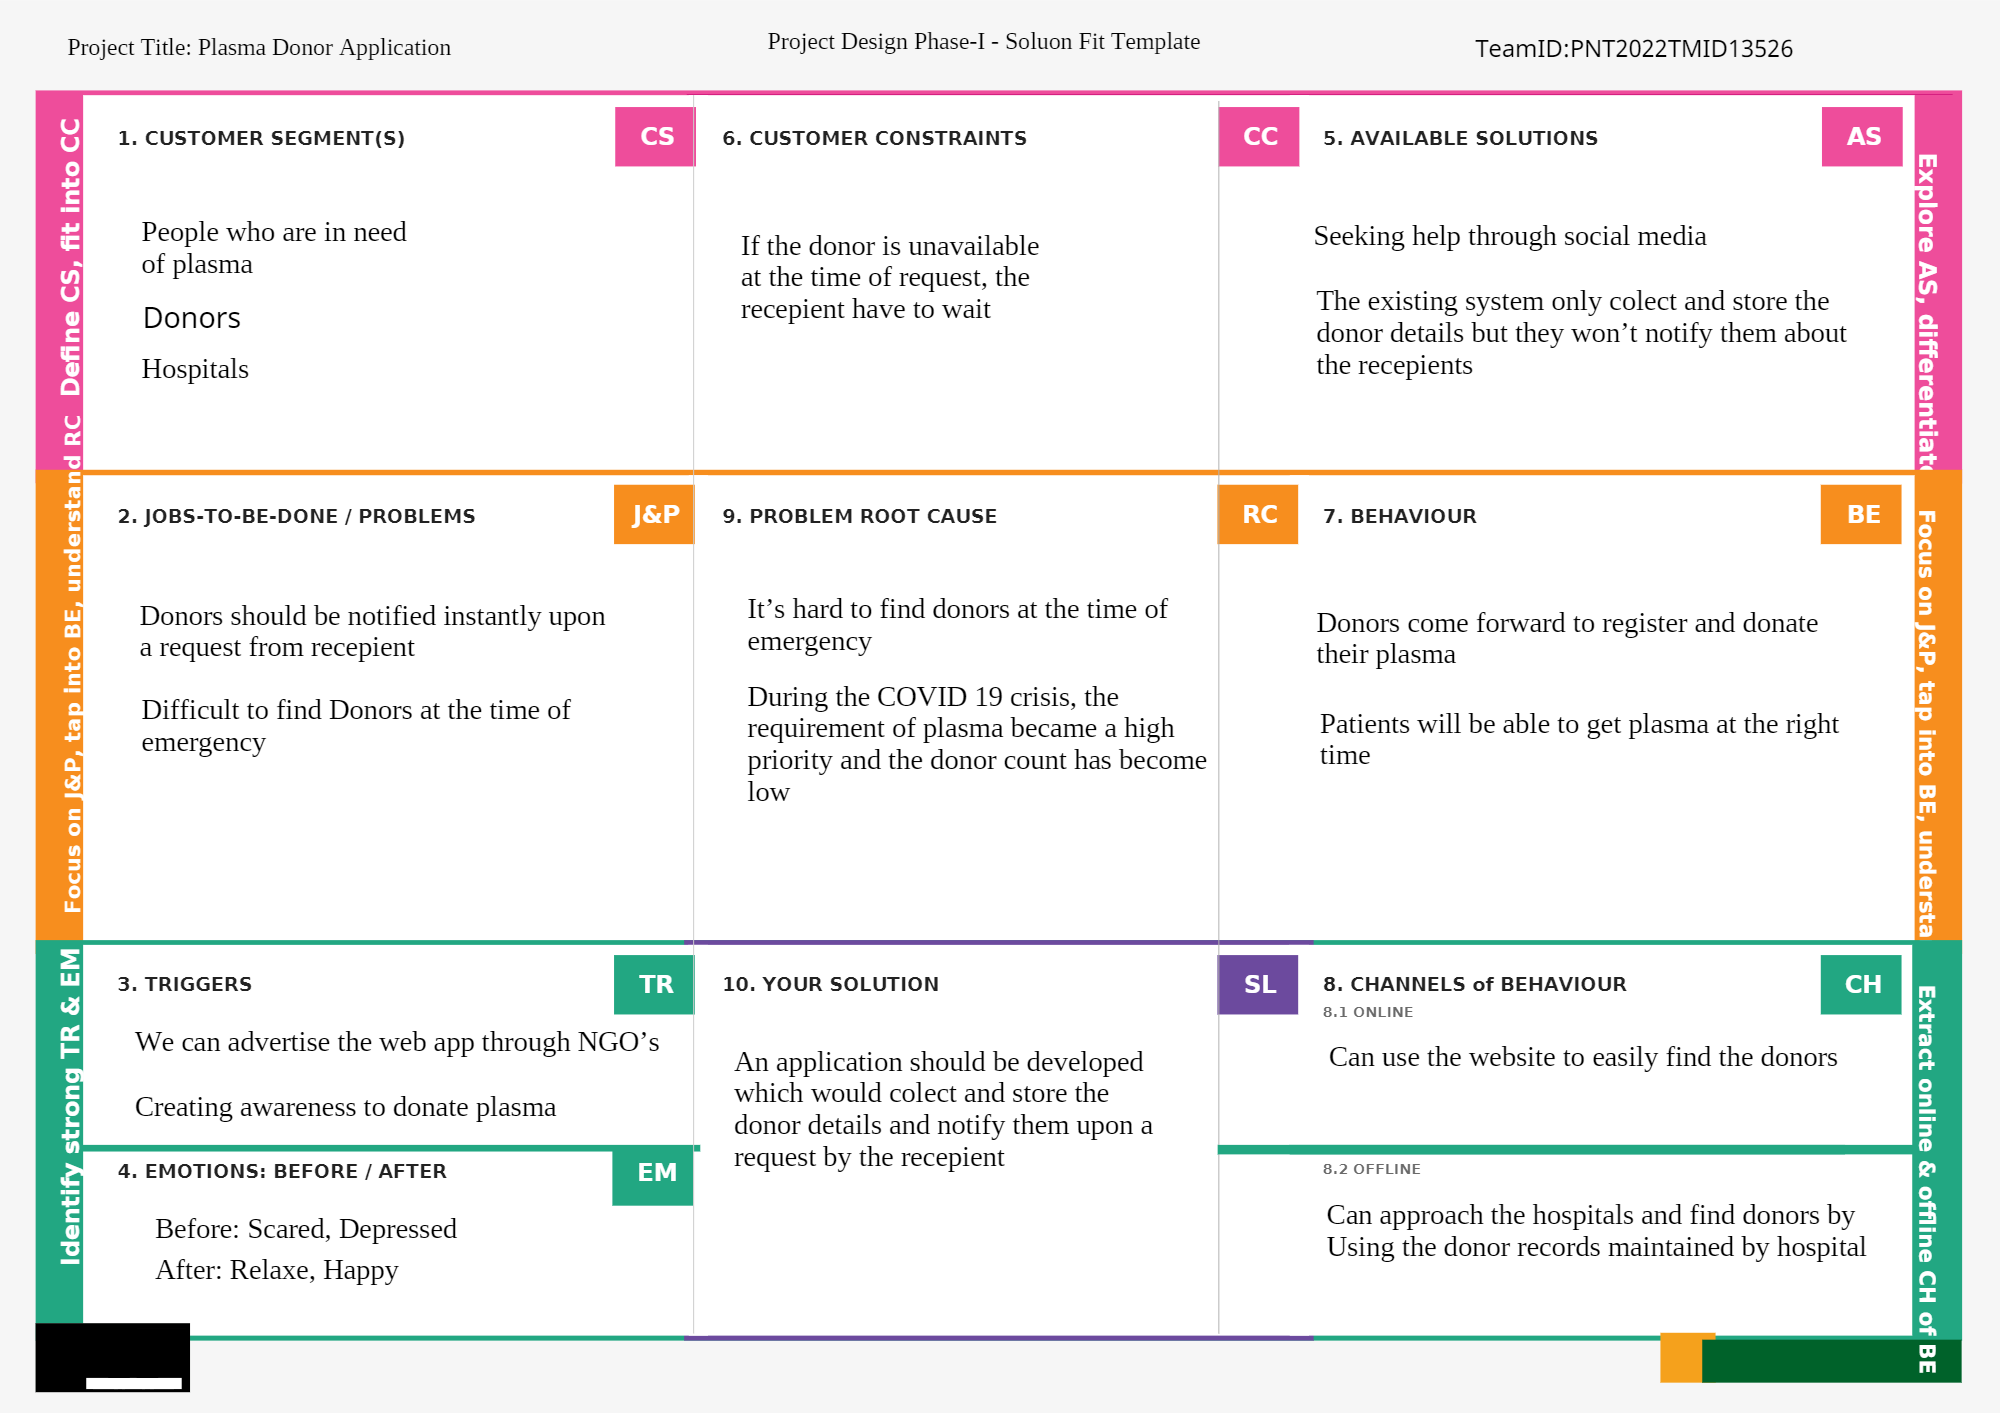 Project Title: Plasma Donor Application
Project Design Phase-I - Soluon Fit Template
TeamID:PNT2022TMID13526
Define CS, fit into CC
1. CUSTOMER SEGMENT(S)
CS
People who are in need
of plasma
Donors
Hospitals
6. CUSTOMER CONSTRAINTS
CC
If the donor is unavailable
at the time of request, the
recepient have to wait
5. AVAILABLE SOLUTIONS
AS
Seeking help through social media
The existing system only colect and store the
donor details but they won’t notify them about
the recepients
Explore AS, differentiate
Focus on J&P, tap into BE, understand RC
2. JOBS-TO-BE-DONE / PROBLEMS
J&P
Donors should be notified instantly upon
a request from recepient
Difficult to find Donors at the time of
emergency
9. PROBLEM ROOT CAUSE
RC
It’s hard to find donors at the time of
emergency
During the COVID 19 crisis, the
requirement of plasma became a high
priority and the donor count has become
low
7. BEHAVIOUR
BE
Donors come forward to register and donate
their plasma
Patients will be able to get plasma at the right
time
Focus on J&P, tap into BE, understa
Identify strong TR & EM
3. TRIGGERS
TR
We can advertise the web app through NGO’s
Creating awareness to donate plasma
4. EMOTIONS: BEFORE / AFTER
EM
Before: Scared, Depressed
After: Relaxe, Happy
10. YOUR SOLUTION
SL
An application should be developed
which would colect and store the
donor details and notify them upon a
request by the recepient
8. CHANNELS of BEHAVIOUR
CH
8.1 ONLINE
Can use the website to easily find the donors
8.2 OFFLINE
Can approach the hospitals and find donors by
Using the donor records maintained by hospital
Extract online & offline CH of BE